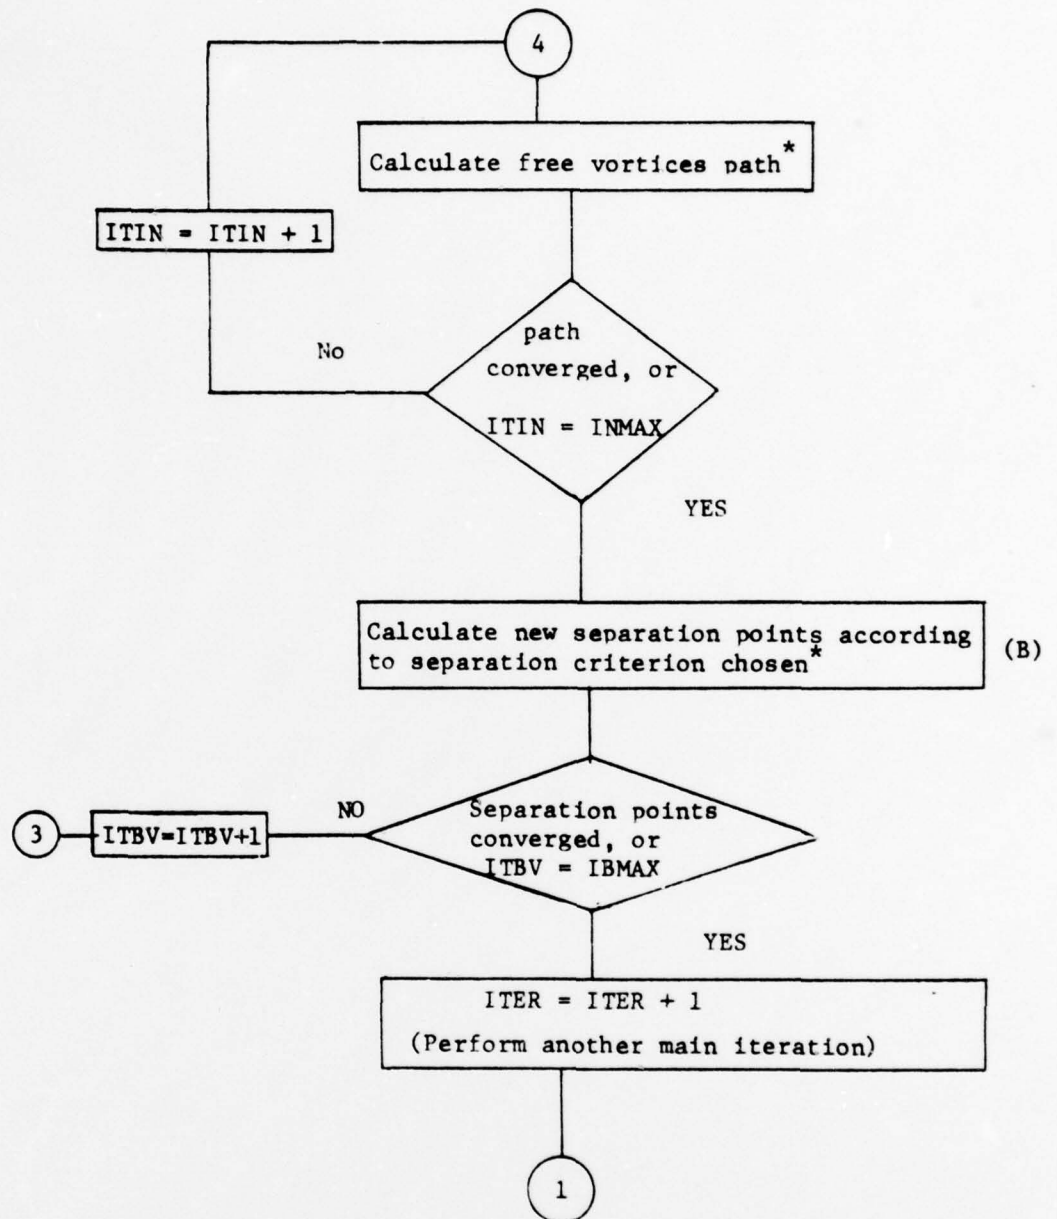 4
Calculate free vortices path*
ITIN = ITIN + 1
No
path
converged, or
ITIN = INMAX
YES
Calculate new separation points according
to separation criterion chosen*
(B)
3
ITBV=ITBV+1
NO
Separation points
converged, or
ITBV = IBMAX
YES
ITER = ITER + 1
(Perform another main iteration)
1